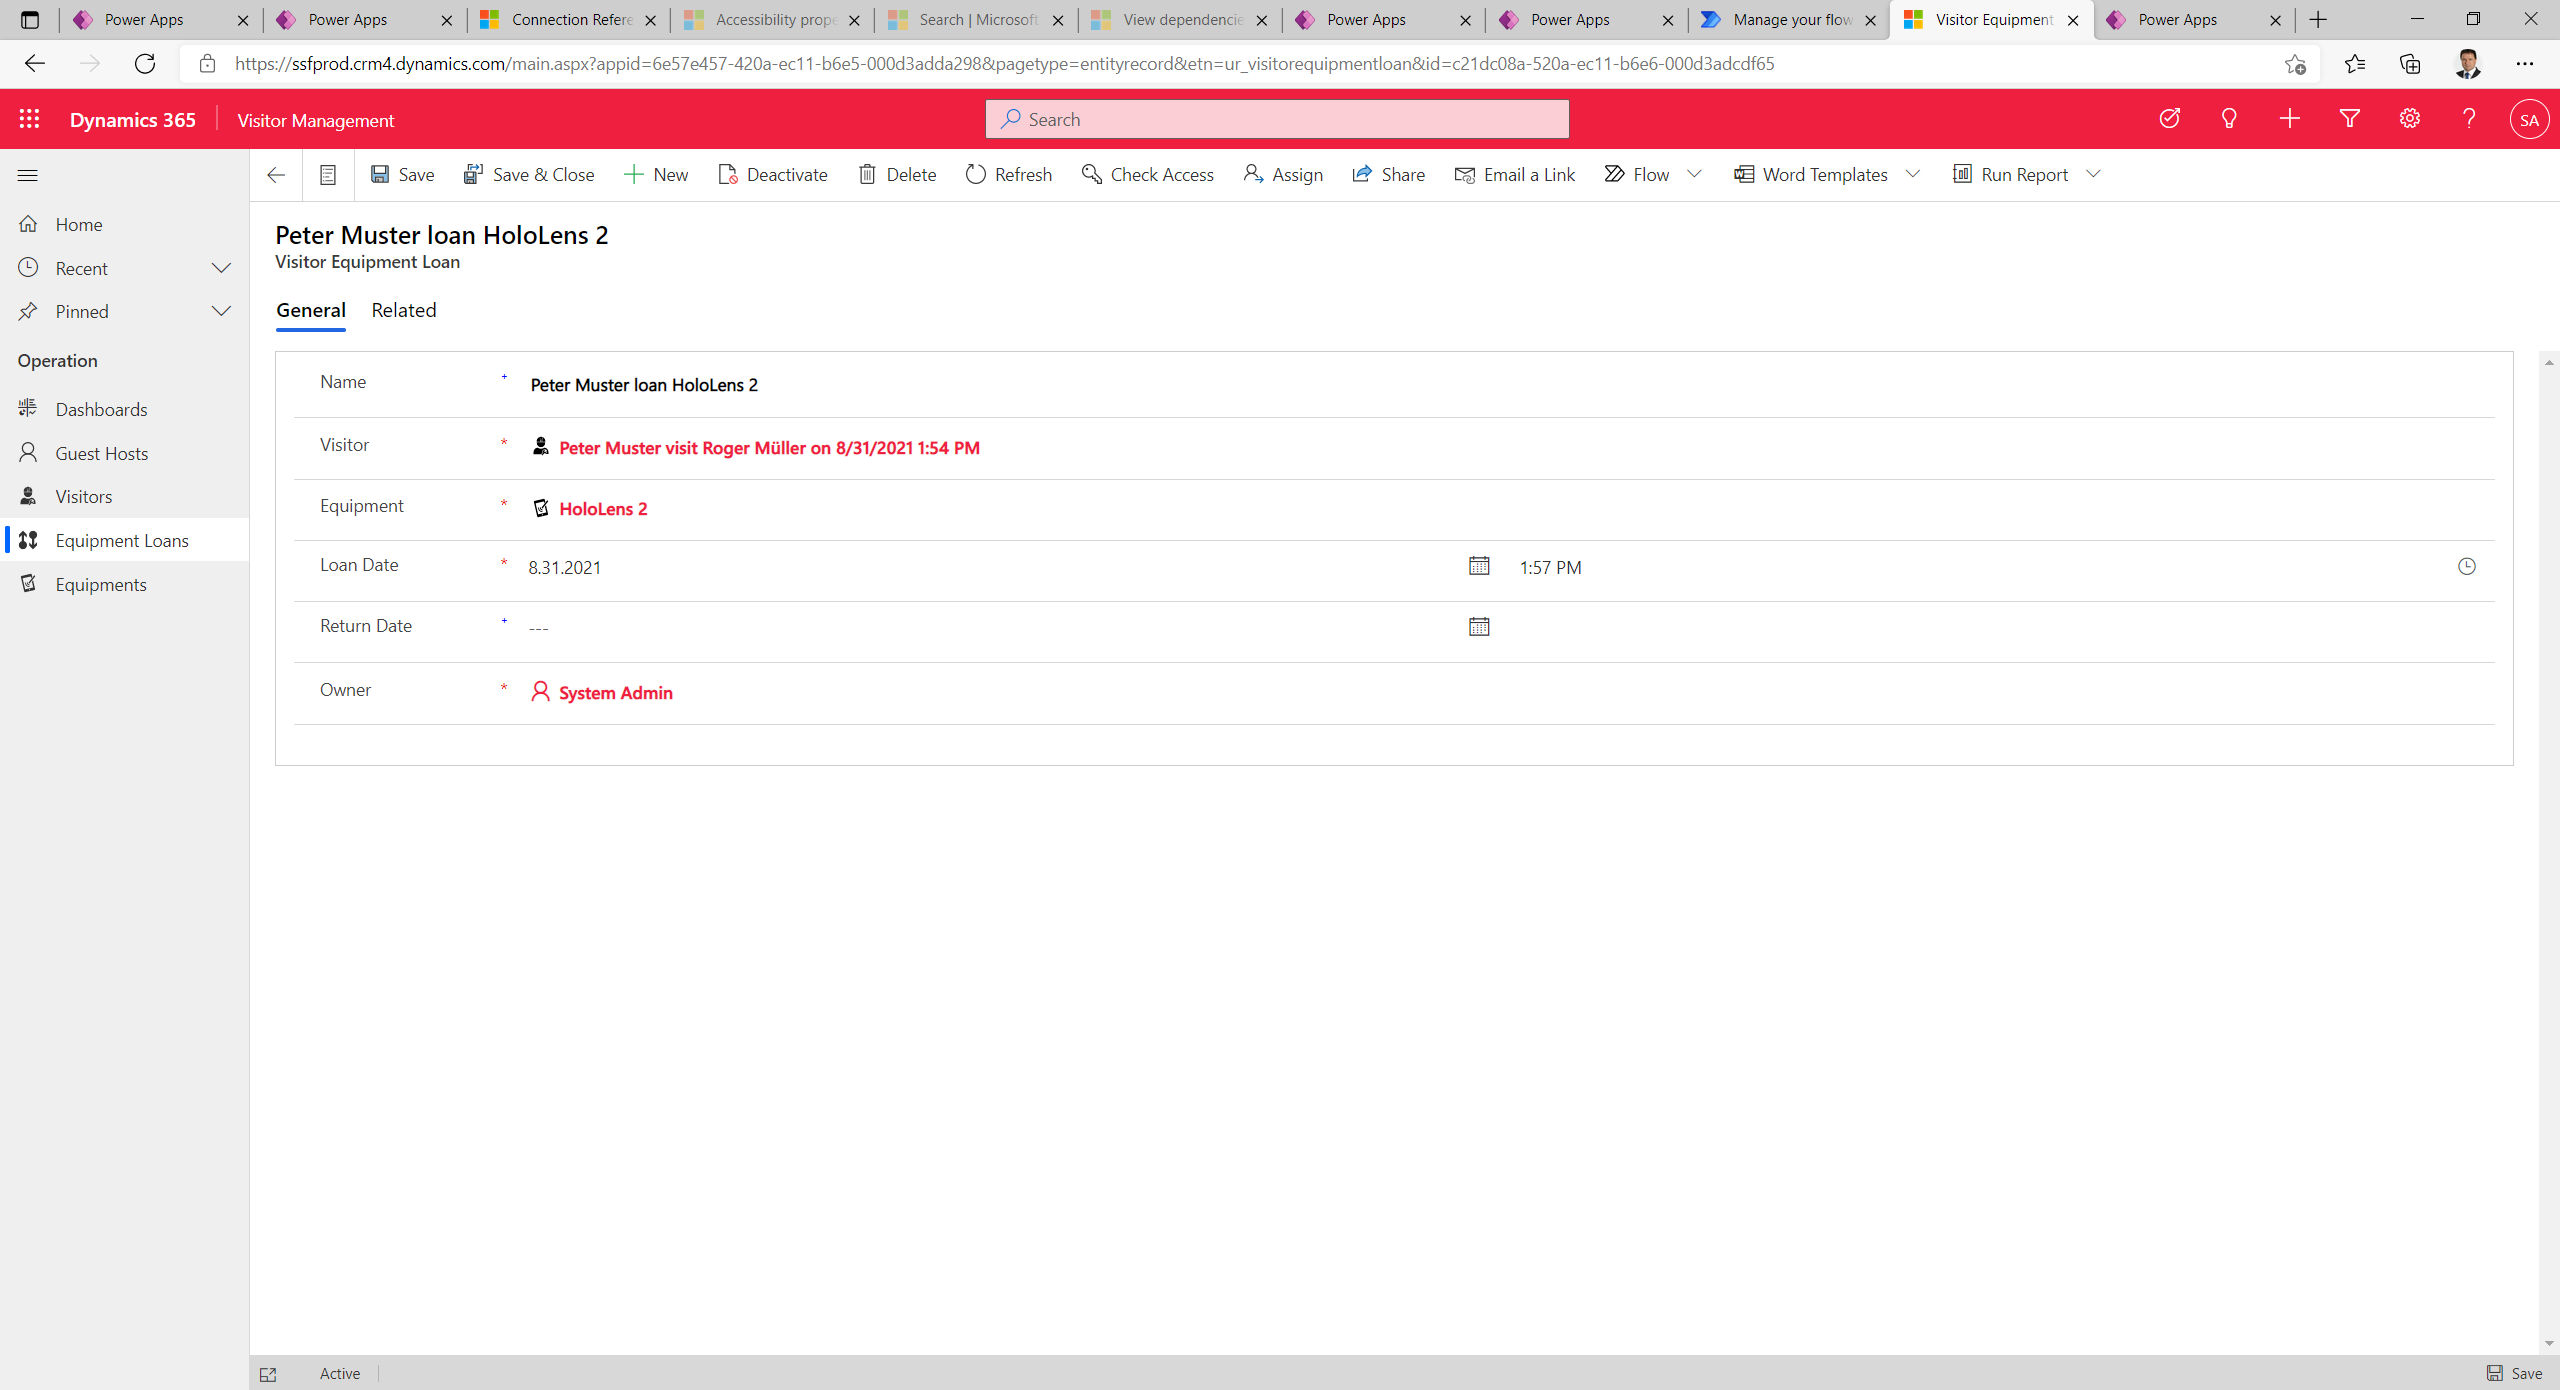 Power Apps
Power Apps
Connection Refere
Accessibility prope
Search | Microsoft
View dependencie
Power Apps
Power Apps
Manage your flow
Visitor Equipment
Power Apps
https://ssfprod.crm4.dynamics.com/main.aspx?appid=6e57e457-420a-ec11-b6e5-000d3adda298&pagetype=entityrecord&etn=ur_visitorequipmentloan&id=c21dc08a-520a-ec11-b6e6-000d3adcdf65
Dynamics 365 Visitor Management Search SA
Save Save & Close New Deactivate Delete Refresh Check Access Assign Share Email a Link Flow Word Templates Run Report
Home
Recent
Pinned
Operation
Dashboards
Guest Hosts
Visitors
Equipment Loans
Equipments
Peter Muster loan HoloLens 2
Visitor Equipment Loan
General Related
Name + Peter Muster loan HoloLens 2
Visitor * Peter Muster visit Roger Müller on 8/31/2021 1:54 PM
Equipment * HoloLens 2
Loan Date * 8.31.2021 1:57 PM
Return Date + ---
Owner * System Admin
Active Save